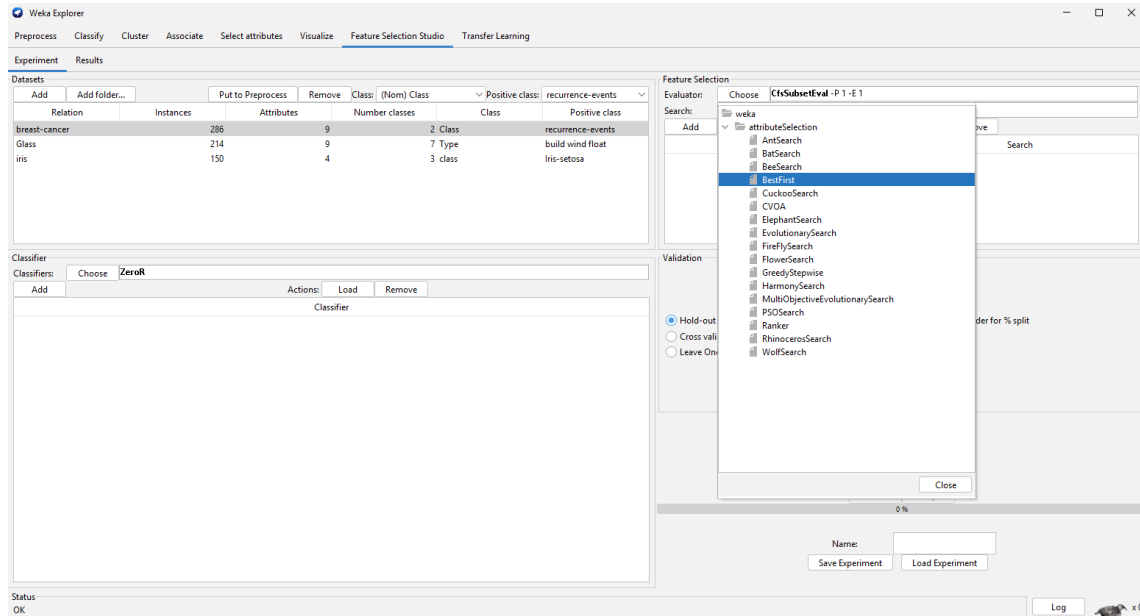 Weka Explorer
Preprocess Classify Cluster Associate Select attributes Visualize Feature Selection Studio Transfer Learning
Experiment Results
Datasets
Add Add folder... Put to Preprocess Remove Class: (Nom) Class Positive class: recurrence-events
Relation Instances Attributes Number classes Class Positive class
breast-cancer 286 9 2 Class recurrence-events
Glass 214 9 7 Type build wind float
iris 150 4 3 class Iris-setosa
Feature Selection
Evaluator: Choose CfsSubsetEval -P 1 -E 1
Search:
Add ove
Search
weka
attributeSelection
AntSearch
BatSearch
BeeSearch
BestFirst
CuckooSearch
CVOA
ElephantSearch
EvolutionarySearch
FireFlySearch
FlowerSearch
GreedyStepwise
HarmonySearch
MultiObjectiveEvolutionarySearch
PSOSearch
Ranker
RhinocerosSearch
WolfSearch
Close
Classifier
Classifiers: Choose ZeroR
Add Actions: Load Remove
Classifier
Validation
Hold-out der for % split
Cross vali
Leave One
0 %
Name:
Save Experiment Load Experiment
Status
OK
Log x 0